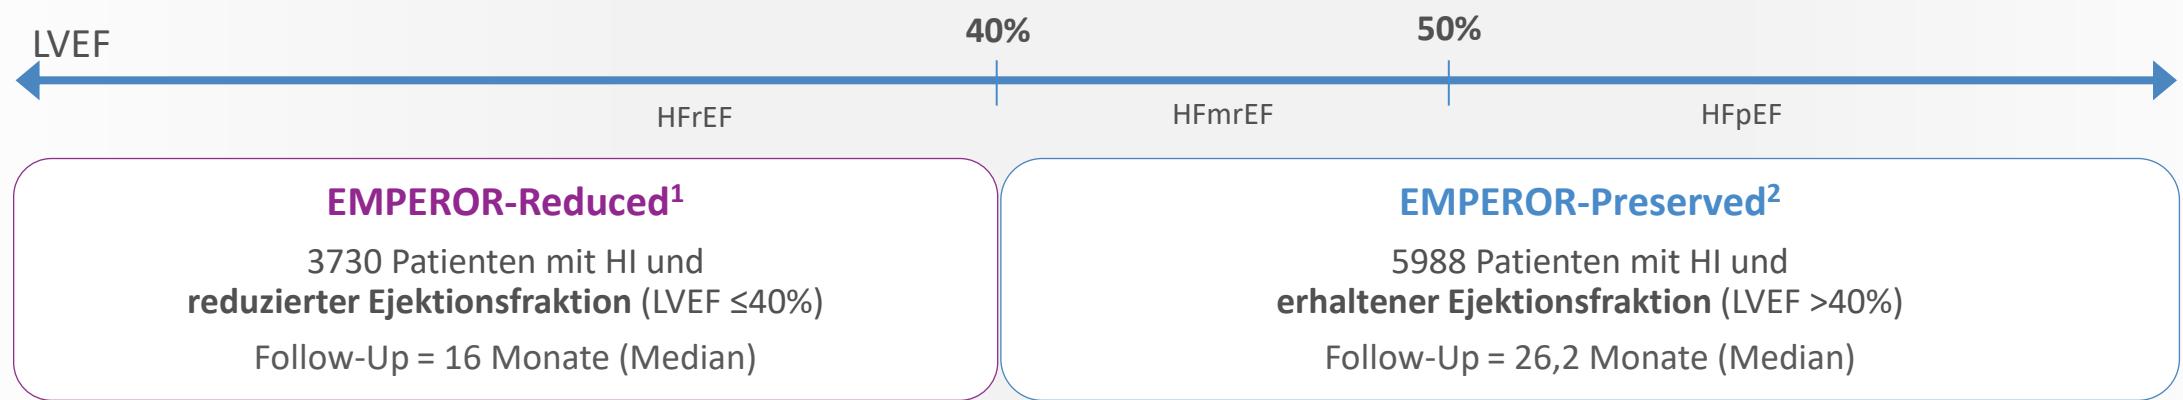 LVEF
40%
50%
HFrEF
HFmrEF
HFpEF
EMPEROR-Reduced¹
3730 Patienten mit HI und
reduzierter Ejektionsfraktion (LVEF ≤40%)
Follow-Up = 16 Monate (Median)
EMPEROR-Preserved²
5988 Patienten mit HI und
erhaltener Ejektionsfraktion (LVEF >40%)
Follow-Up = 26,2 Monate (Median)